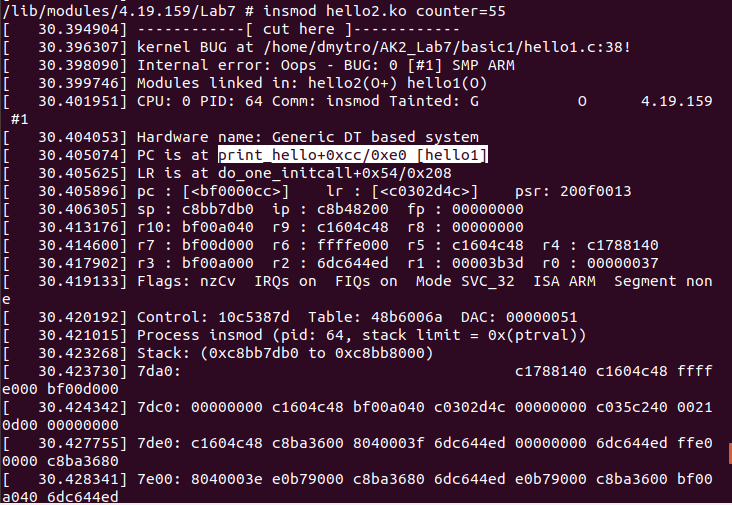 /lib/modules/4.19.159/Lab7 # insmod hello2.ko counter=55
[   30.394904] ------------[ cut here ]------------
[   30.396307] kernel BUG at /home/dmytro/AK2_Lab7/basic1/hello1.c:38!
[   30.398090] Internal error: Oops - BUG: 0 [#1] SMP ARM
[   30.399746] Modules linked in: hello2(O+) hello1(O)
[   30.401951] CPU: 0 PID: 64 Comm: insmod Tainted: G           O      4.19.159
 #1
[   30.404053] Hardware name: Generic DT based system
[   30.405074] PC is at print_hello+0xcc/0xe0 [hello1]
[   30.405625] LR is at do_one_initcall+0x54/0x208
[   30.405896] pc : [<bf0000cc>]    lr : [<c0302d4c>]    psr: 200f0013
[   30.406305] sp : c8bb7db0  ip : c8b48200  fp : 00000000
[   30.413176] r10: bf00a040  r9 : c1604c48  r8 : 00000000
[   30.414600] r7 : bf00d000  r6 : ffffe000  r5 : c1604c48  r4 : c1788140
[   30.417902] r3 : bf00a000  r2 : 6dc644ed  r1 : 00003b3d  r0 : 00000037
[   30.419133] Flags: nzCv  IRQs on  FIQs on  Mode SVC_32  ISA ARM  Segment non
e
[   30.420192] Control: 10c5387d  Table: 48b6006a  DAC: 00000051
[   30.421015] Process insmod (pid: 64, stack limit = 0x(ptrval))
[   30.423268] Stack: (0xc8bb7db0 to 0xc8bb8000)
[   30.423730] 7da0:                                     c1788140 c1604c48 ffff
e000 bf00d000
[   30.424342] 7dc0: 00000000 c1604c48 bf00a040 c0302d4c 00000000 c035c240 0021
0d00 00000000
[   30.427755] 7de0: c1604c48 c8ba3600 8040003f 6dc644ed 00000000 6dc644ed ffe0
0000 c8ba3680
[   30.428341] 7e00: 8040003e e0b79000 c8ba3680 6dc644ed e0b79000 c8ba3600 bf00
a040 6dc644ed